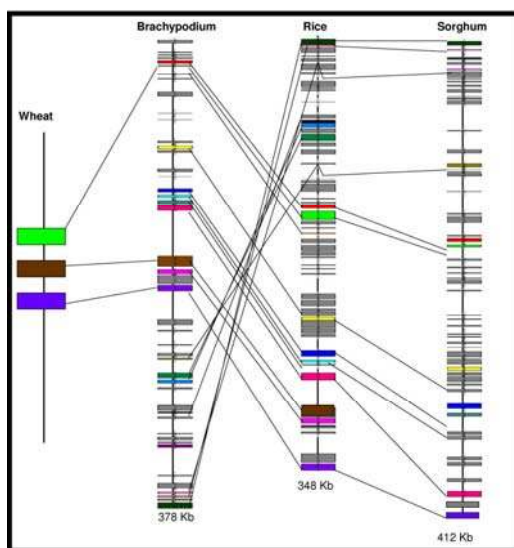 Brachypodium
Rice
Sorghum
Wheat
378 Kb
348 Kb
412 Kb